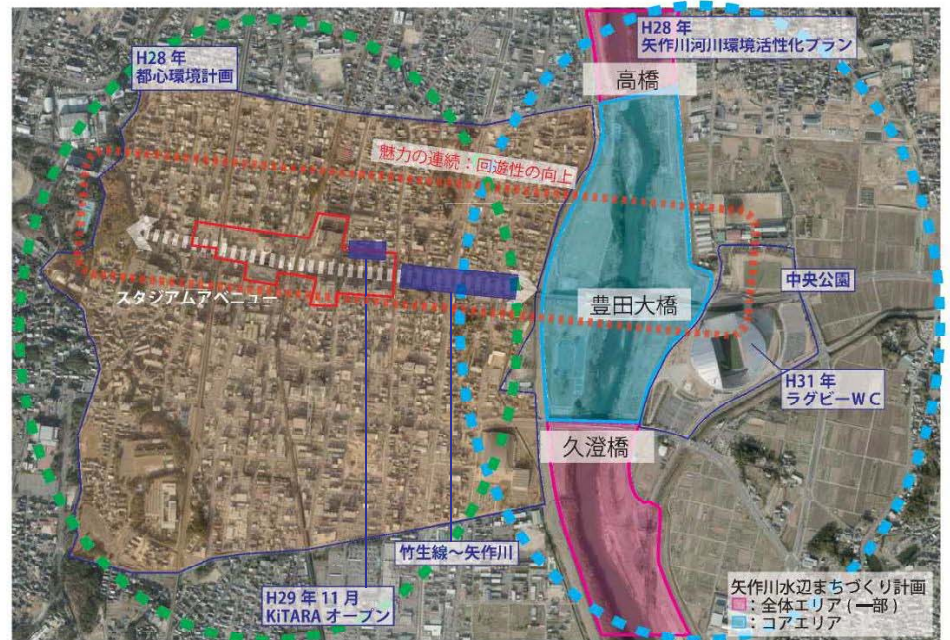 H28 年
都心環境計画
H28 年
矢作川河川環境活性化プラン
高橋
魅力の連続：回遊性の向上
中央公園
スタジアムアベニュー
豊田大橋
H31 年
ラグビーＷＣ
久澄橋
竹生線～矢作川
H29 年 11 月
KiTARA オープン
矢作川水辺まちづくり計画
：全体エリア ( 一部 )
：コアエリア